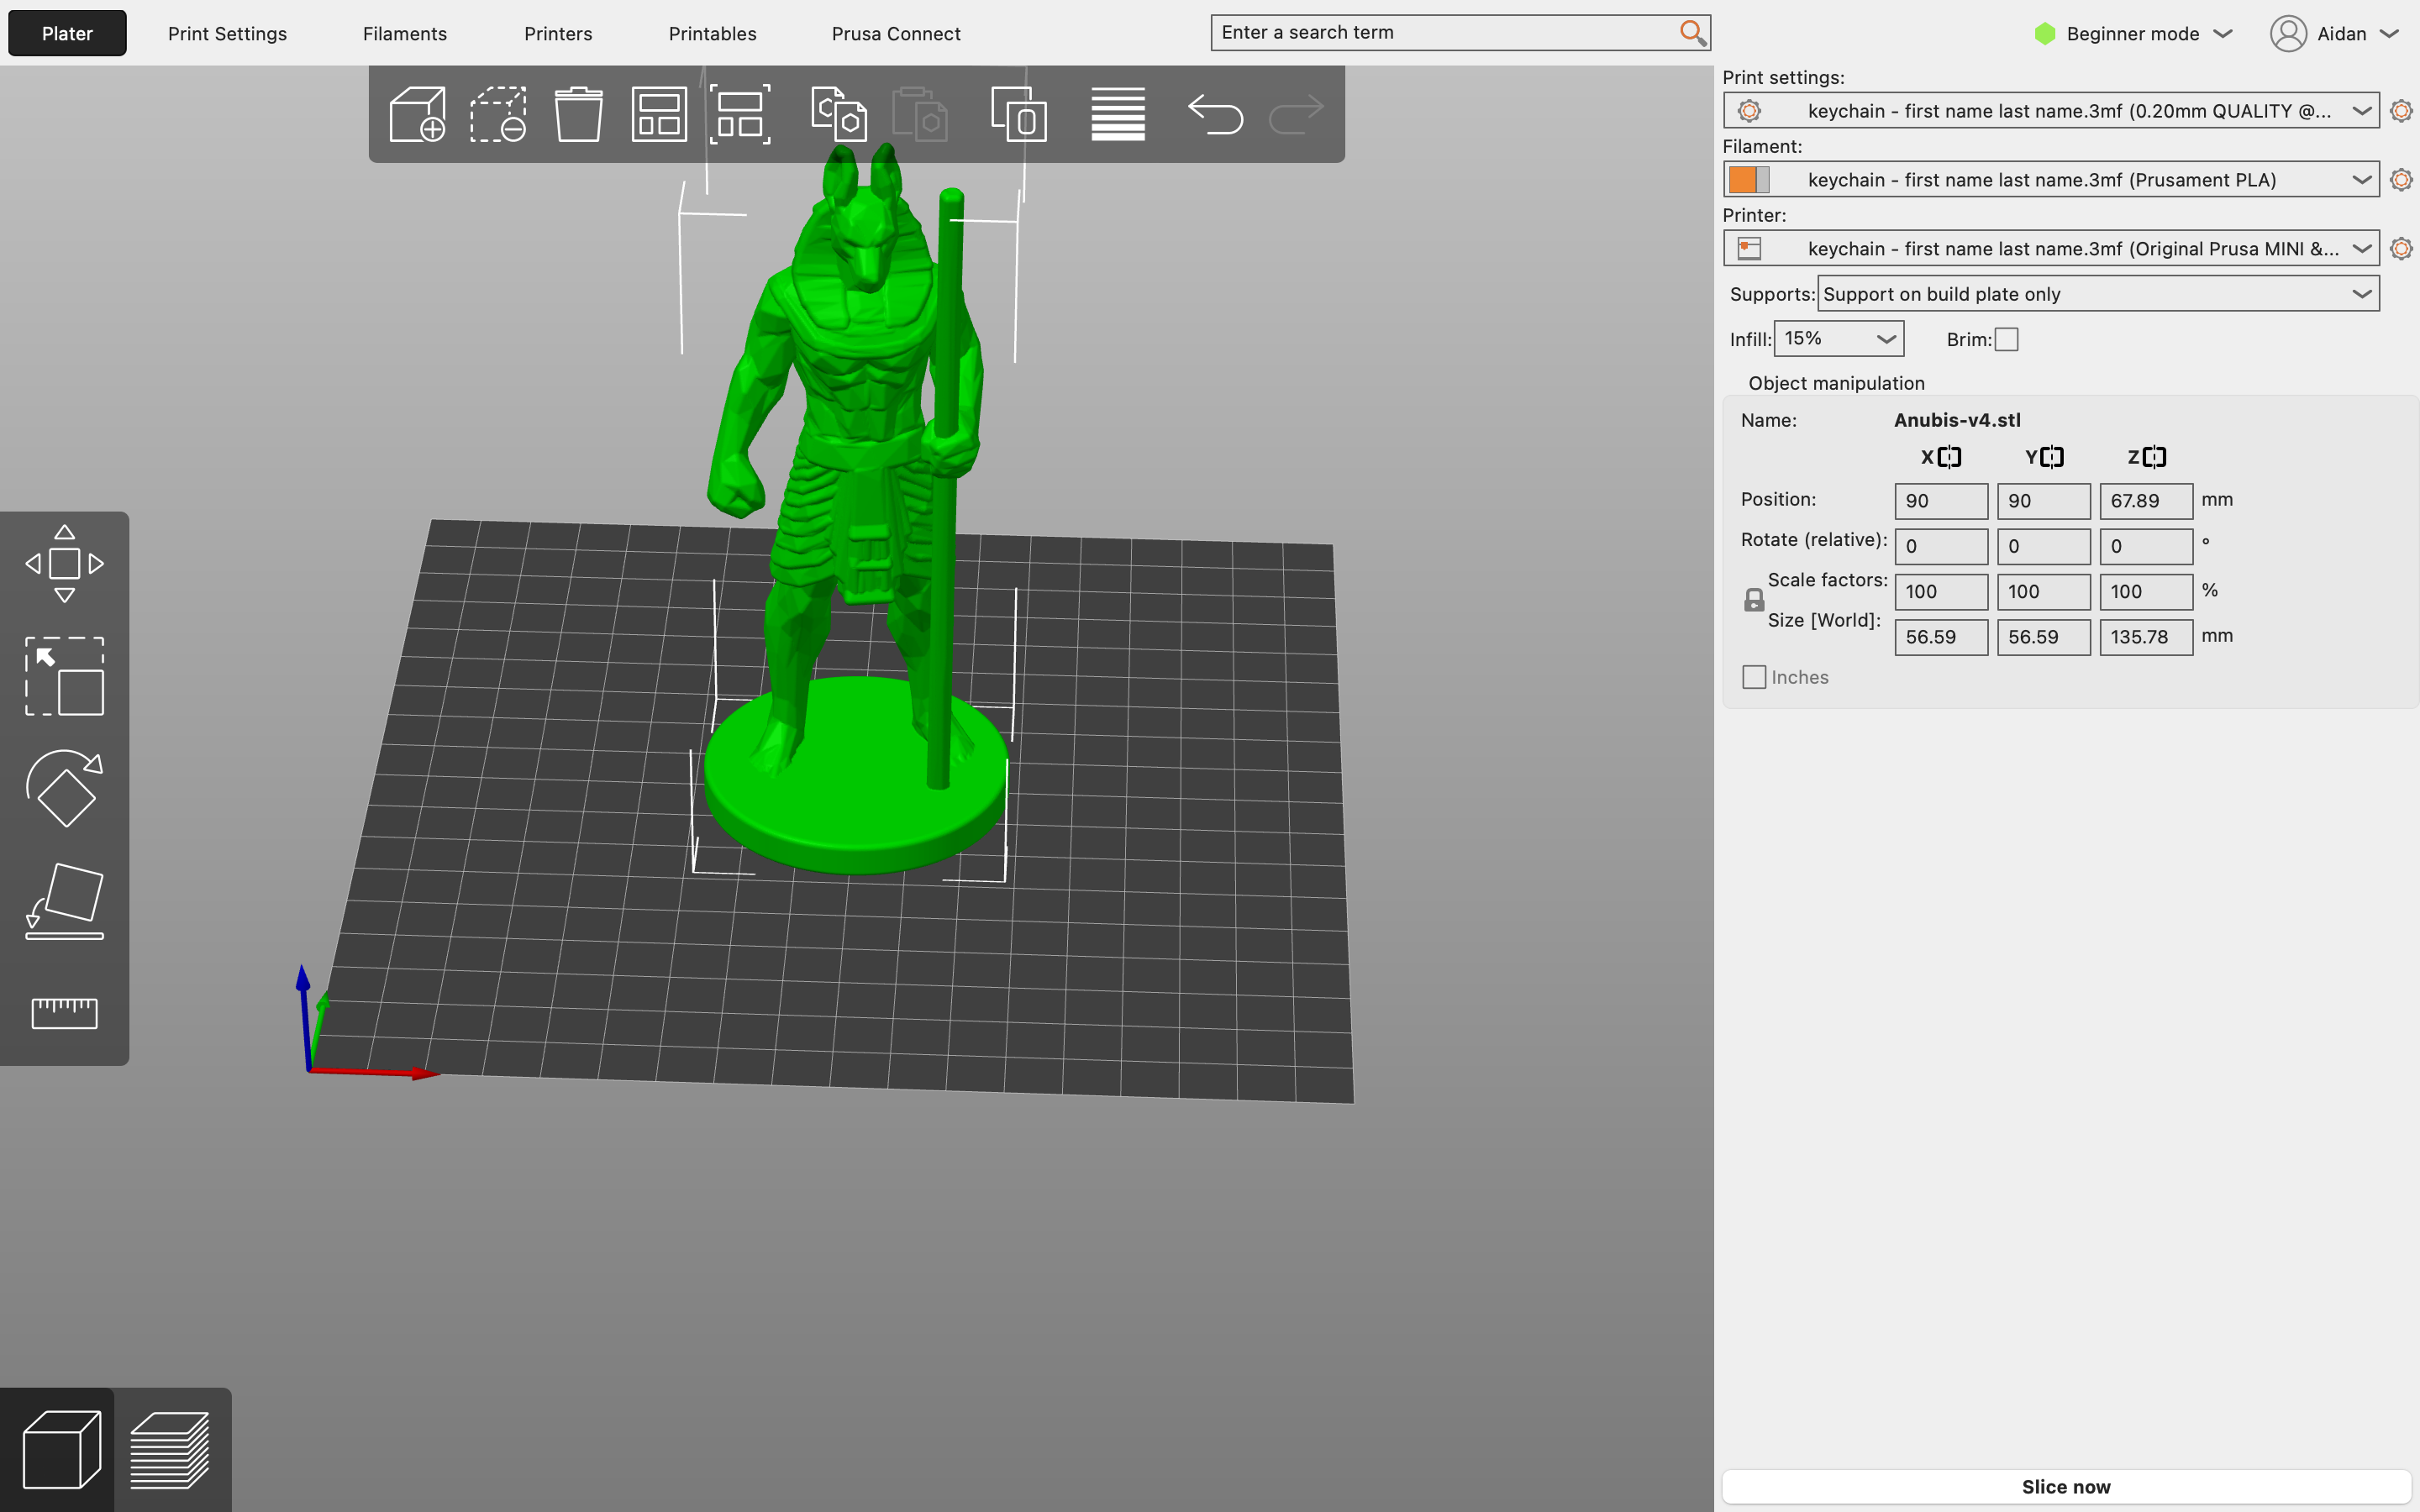 Plater
Print Settings
Filaments
Printers
Printables
Prusa Connect
Enter a search term
Beginner mode
Aidan
Print settings:
keychain - first name last name.3mf (0.20mm QUALITY @...
Filament:
keychain - first name last name.3mf (Prusament PLA)
Printer:
keychain - first name last name.3mf (Original Prusa MINI &...
Supports: Support on build plate only
Infill: 15% Brim:
Object manipulation
Name: Anubis-v4.stl
X Y Z
Position: 90 90 67.89 mm
Rotate (relative): 0 0 0 °
Scale factors: 100 100 100 %
Size [World]: 56.59 56.59 135.78 mm
Inches
Slice now